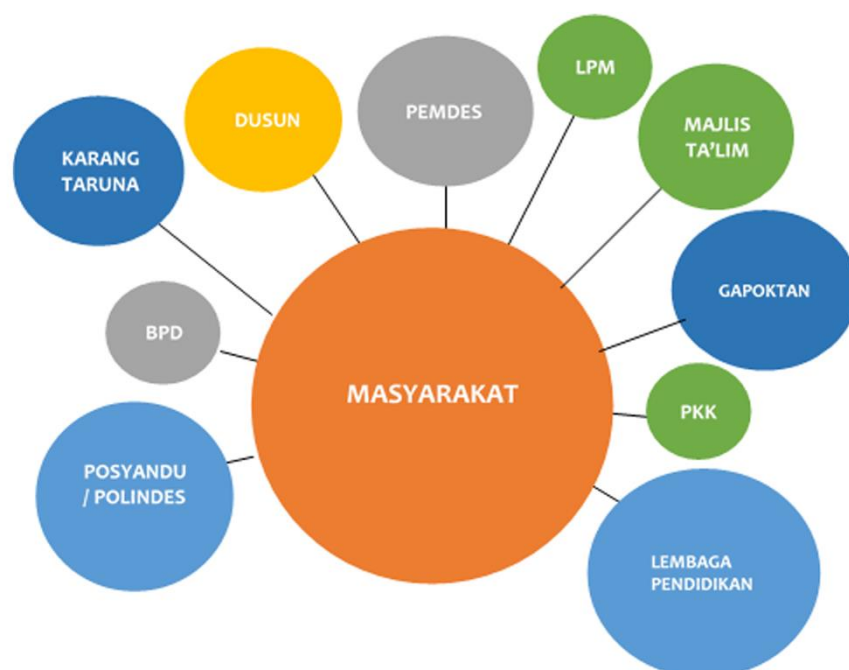 LPM
PEMDES
DUSUN
MAJLIS
TA'LIM
KARANG
TARUNA
GAPOKTAN
BPD
MASYARAKAT
PKK
POSYANDU
/ POLINDES
LEMBAGA
PENDIDIKAN